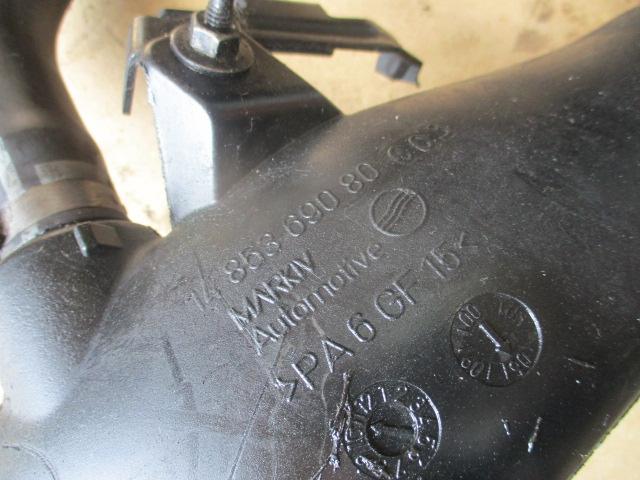 14 853 690 80 C03
MARKIV
Automotive
>PA 6 GF 15<